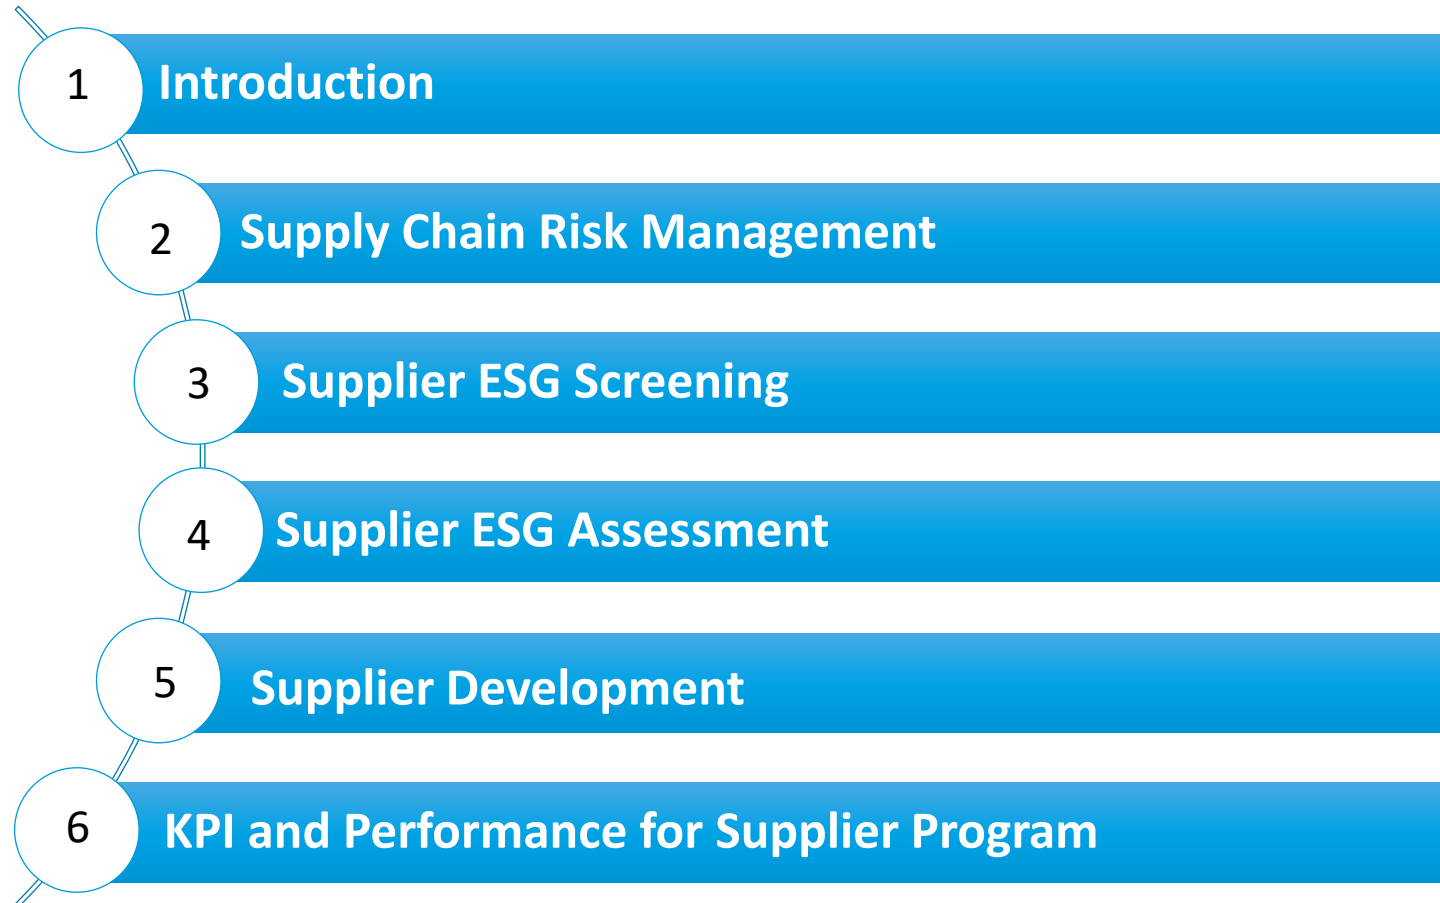 1 Introduction
2 Supply Chain Risk Management
3 Supplier ESG Screening
4 Supplier ESG Assessment
5 Supplier Development
6 KPI and Performance for Supplier Program